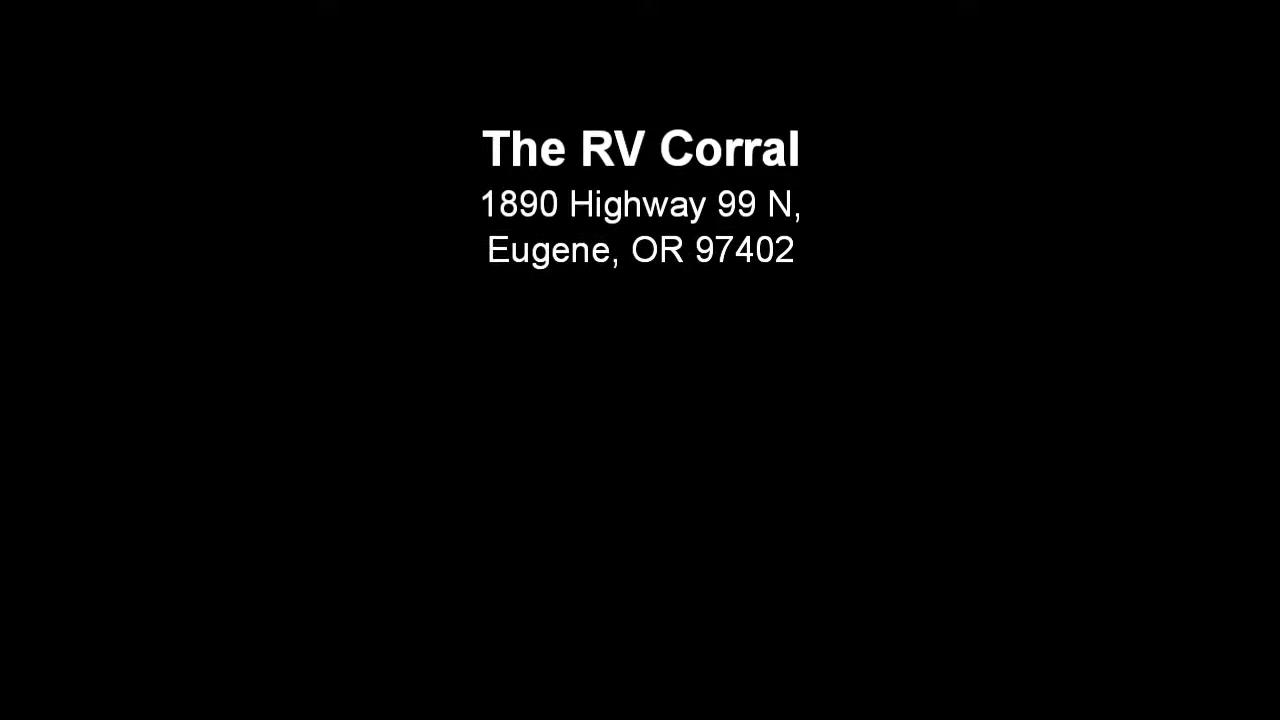 The RV Corral
1890 Highway 99 N,
Eugene, OR 97402